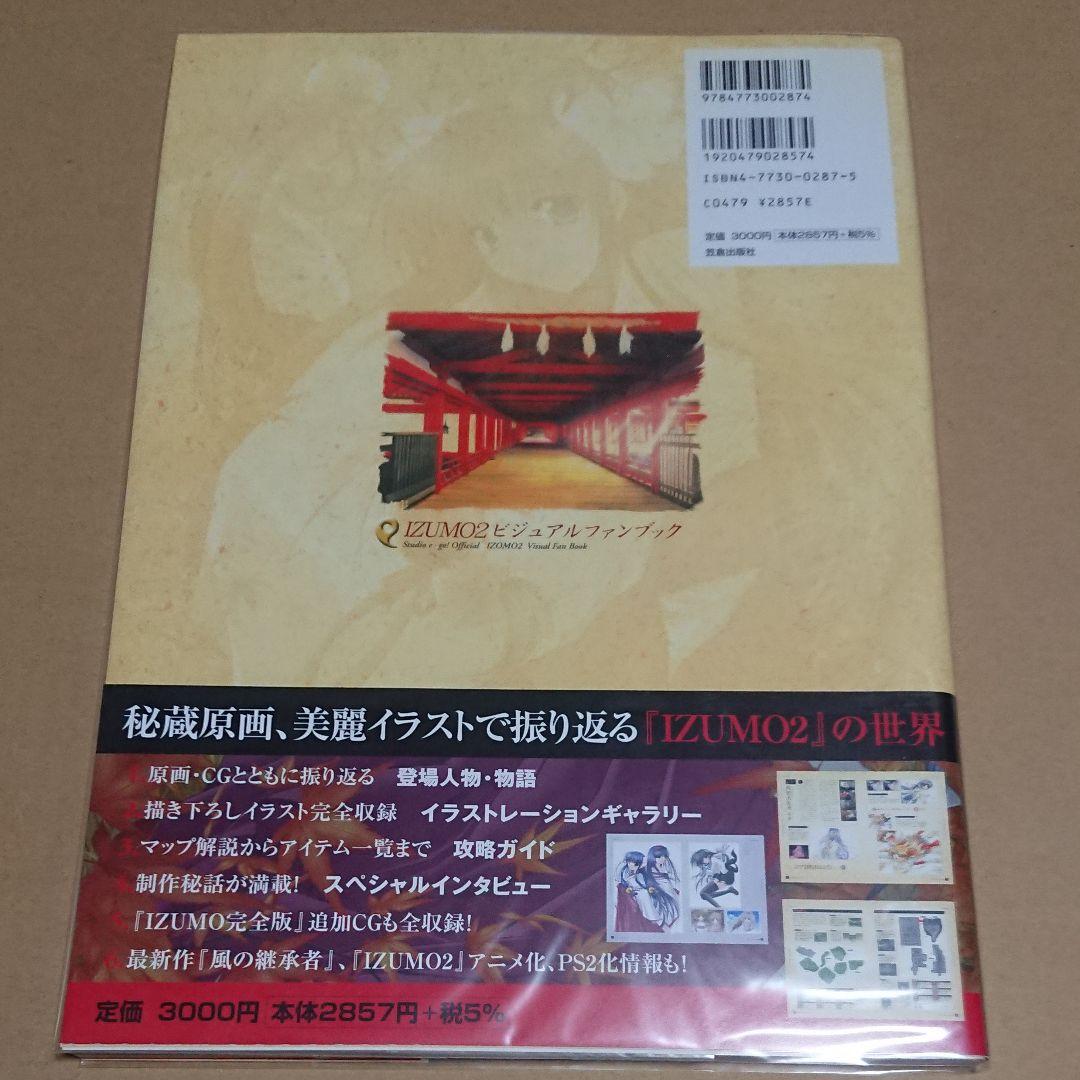 9784773002874
1920479028574
ISBN4-7730-0287-5
C0479 ¥2857E
定価 3000円 本体2857円+税5%
笠倉出版社
IZUMO2ビジュアルファンブック
Studio e・go! Official IZOMO2 Visual Fan Book
秘蔵原画、美麗イラストで振り返る『IZUMO2』の世界
1. 原画・CGとともに振り返る 登場人物・物語
2. 描き下ろしイラスト完全収録 イラストレーションギャラリー
3. マップ解説からアイテム一覧まで 攻略ガイド
制作秘話が満載! スペシャルインタビュー
5. 『IZUMO完全版』追加CGも全収録!
6. 最新作『風の継承者』、『IZUMO2』アニメ化、PS2化情報も!
定価 3000円 本体2857円+税5%